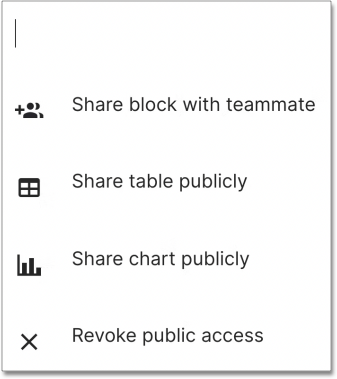 Share block with teammate
Share table publicly
Share chart publicly
Revoke public access